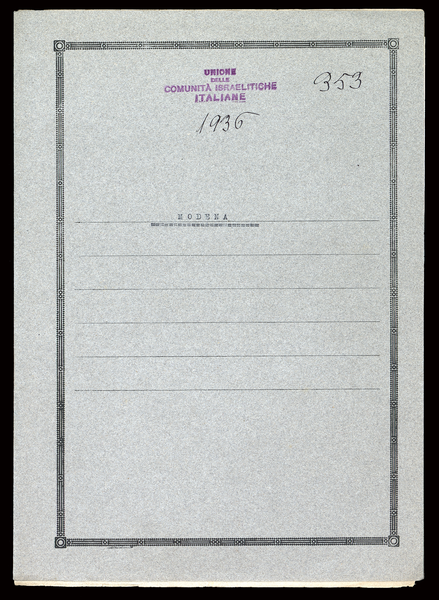 UNIONE
DELLE
COMUNITÀ ISRAELITICHE
ITALIANE
353
1936
MODENA